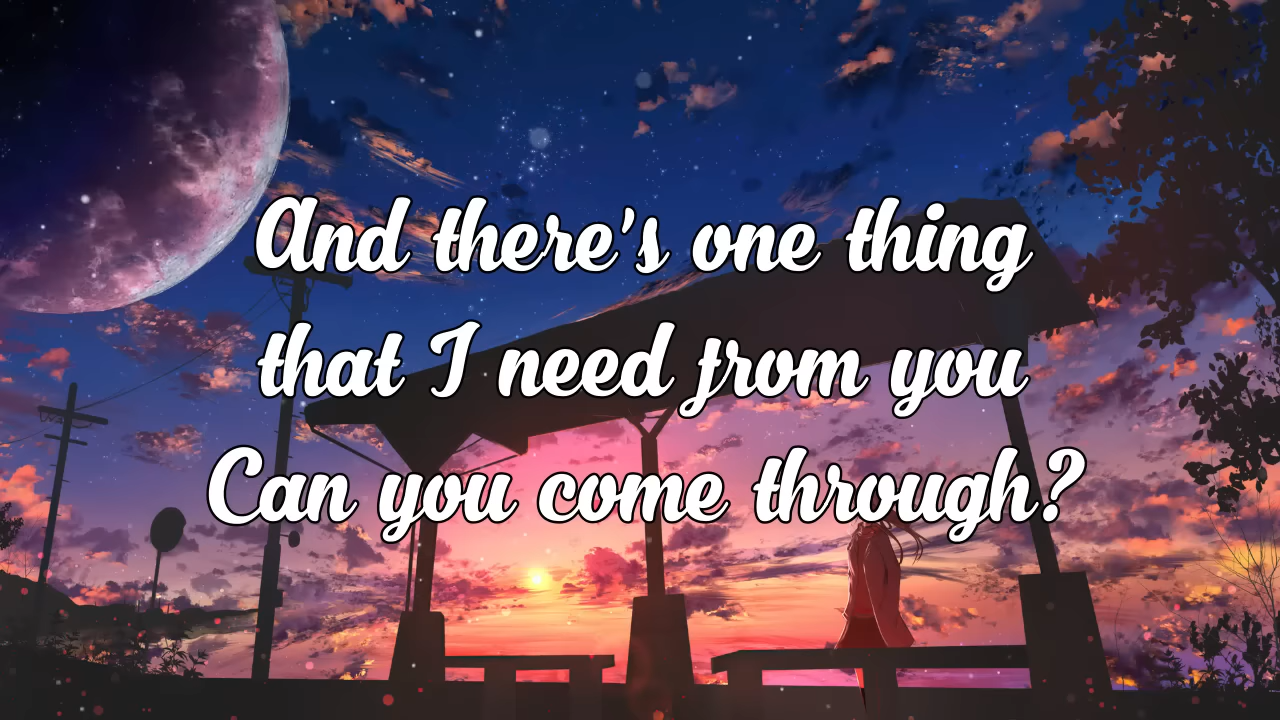 And there's one thing
that I need from you
Can you come through?